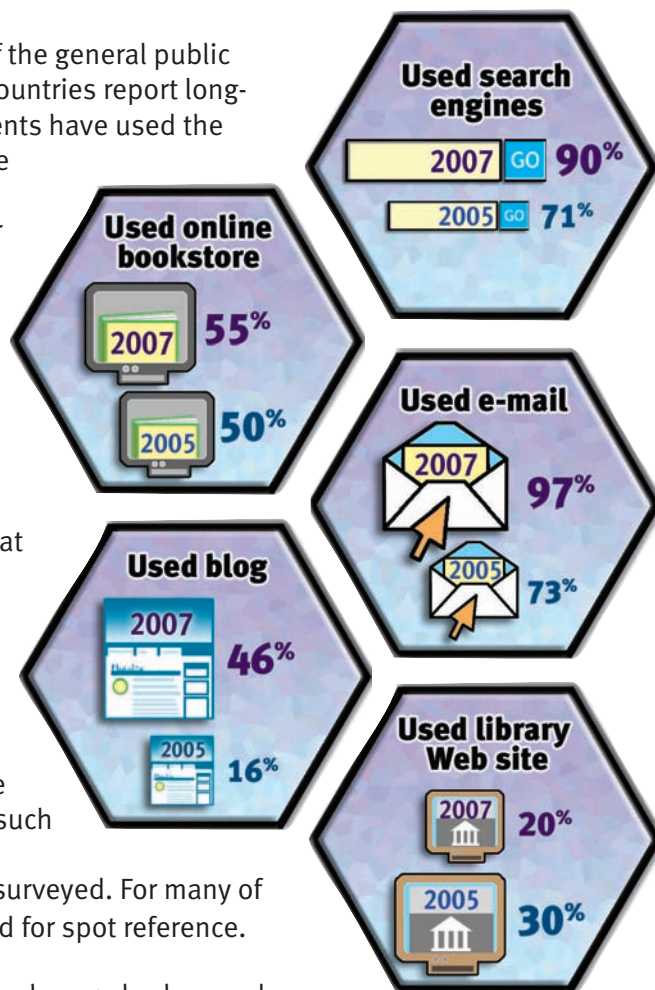 f the general public
ountries report long-
ents have used the
e
Used search
engines
2007 GO 90%
2005 GO 71%
Used online
bookstore
2007 55%
2005 50%
Used e-mail
2007 97%
2005 73%
at
Used blog
2007
46%
2005
16%
Used library
Web site
2007 20%
2005
30%
e
such
surveyed. For many of
d for spot reference.